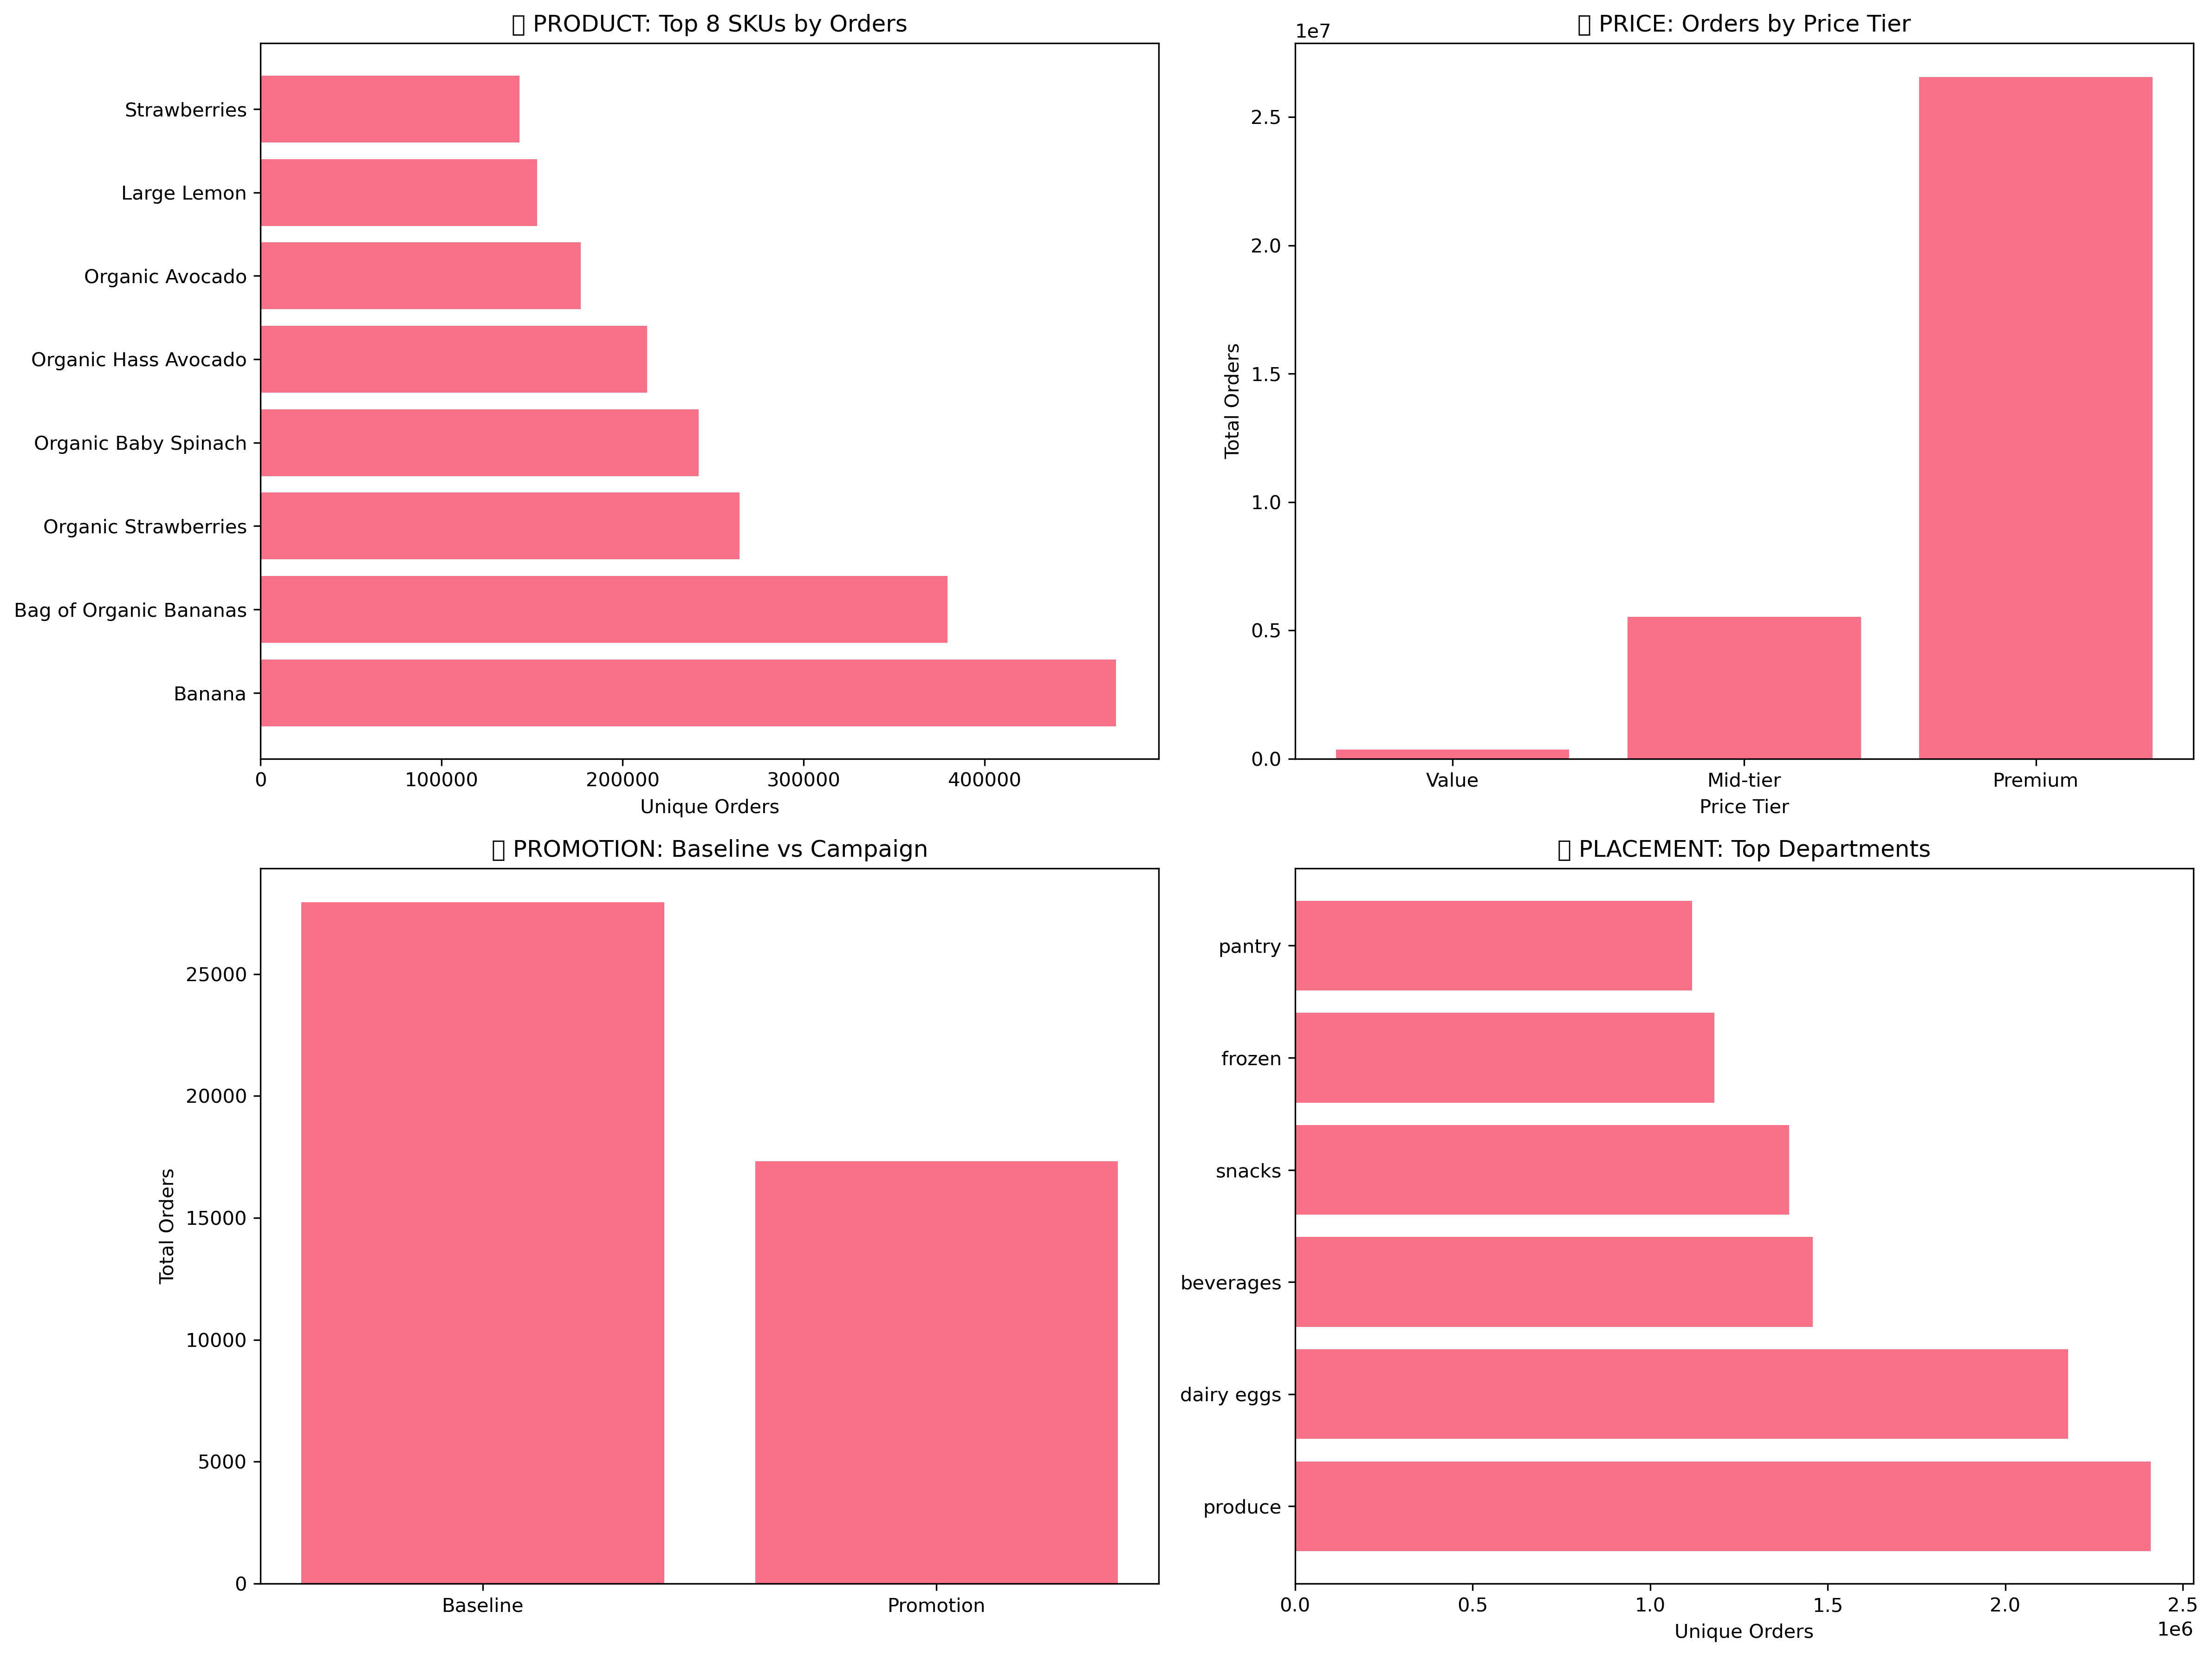 ▯ PRODUCT: Top 8 SKUs by Orders
Strawberries
Large Lemon
Organic Avocado
Organic Hass Avocado
Organic Baby Spinach
Organic Strawberries
Bag of Organic Bananas
Banana
0 100000 200000 300000 400000
Unique Orders
▯ PRICE: Orders by Price Tier
1e7
2.5
2.0
1.5
1.0
0.5
0.0
Total Orders
Value Mid-tier Premium
Price Tier
▯ PROMOTION: Baseline vs Campaign
25000
20000
15000
10000
5000
0
Total Orders
Baseline Promotion
▯ PLACEMENT: Top Departments
pantry
frozen
snacks
beverages
dairy eggs
produce
0.0 0.5 1.0 1.5 2.0 2.5
1e6
Unique Orders